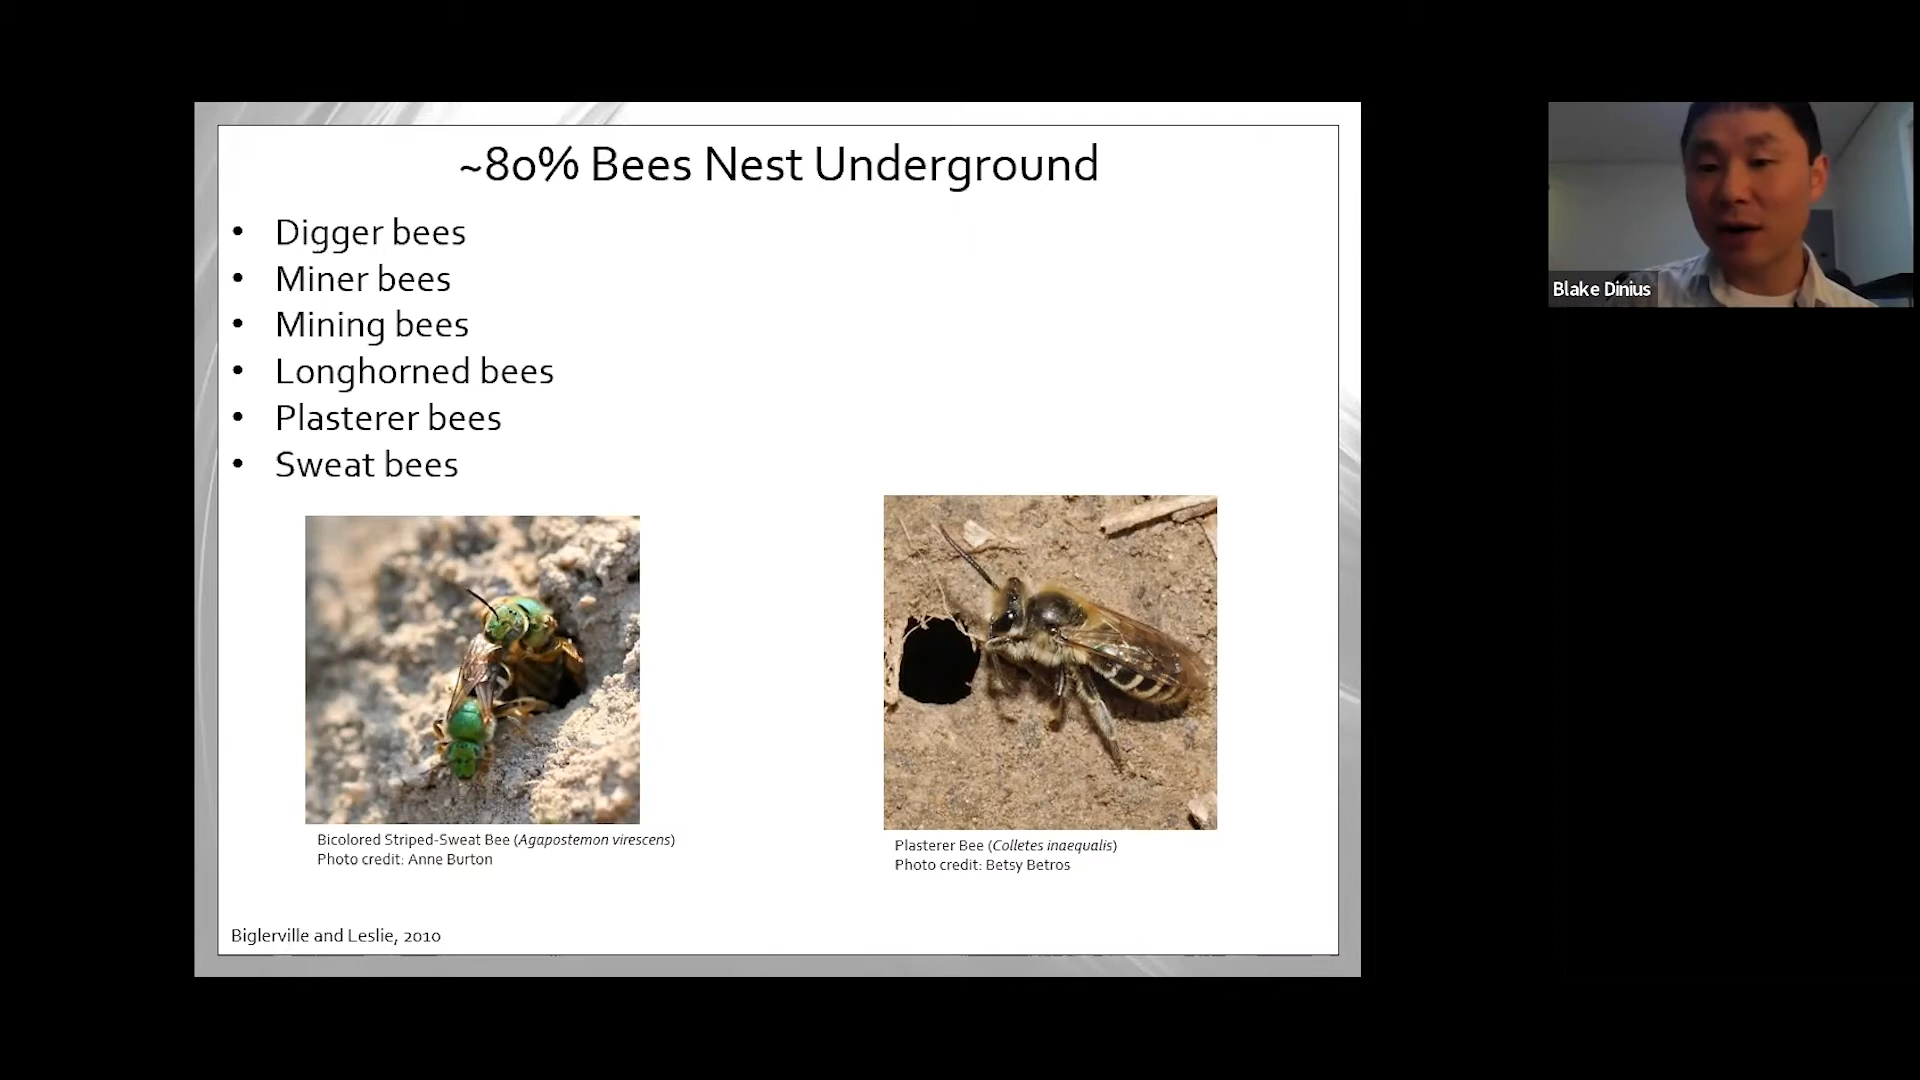 ~80% Bees Nest Underground
• Digger bees
• Miner bees
• Mining bees
• Longhorned bees
• Plasterer bees
• Sweat bees
Bicolored Striped-Sweat Bee (Agapostemon virescens)
Photo credit: Anne Burton
Plasterer Bee (Colletes inaequalis)
Photo credit: Betsy Betros
Biglerville and Leslie, 2010
Blake Dinius